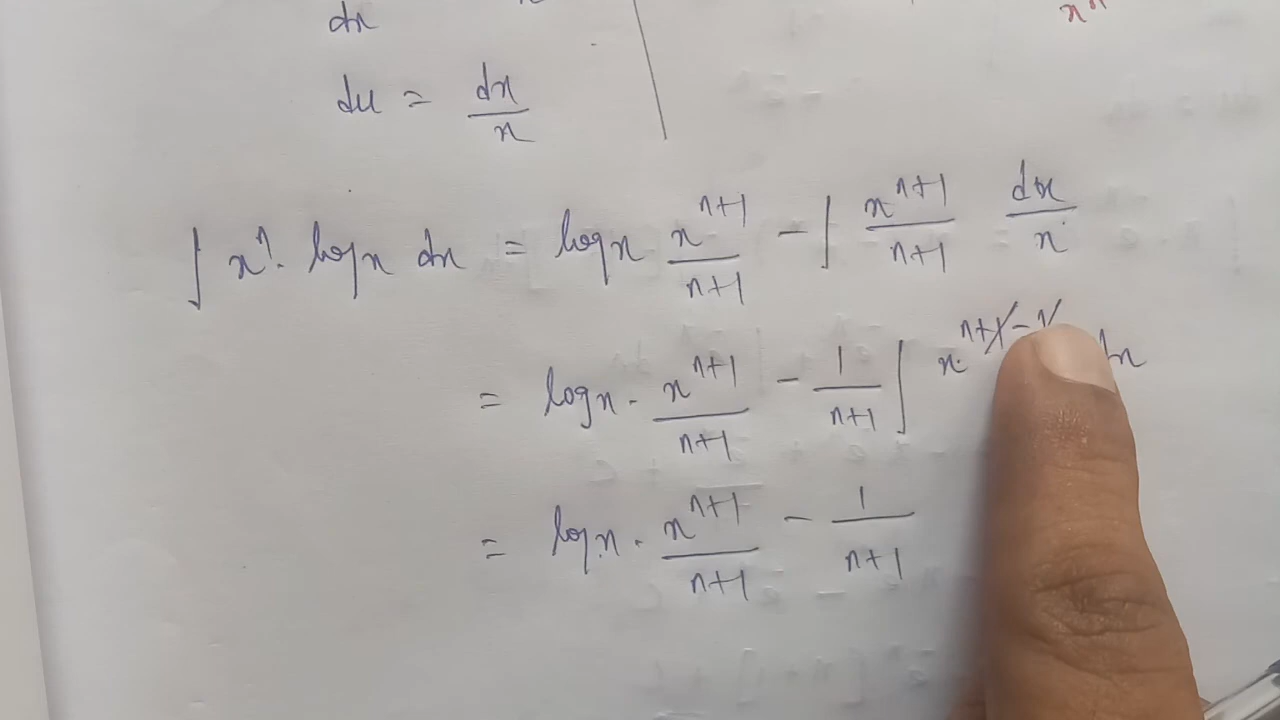 dx
x^n
du = dx/x
∫ x^n. log x dx = log x x^(n+1)/(n+1) - ∫ x^(n+1)/(n+1) dx/x
= log x . x^(n+1)/(n+1) - 1/(n+1) ∫ x^(n+1-1) dx
= log x . x^(n+1)/(n+1) - 1/(n+1)